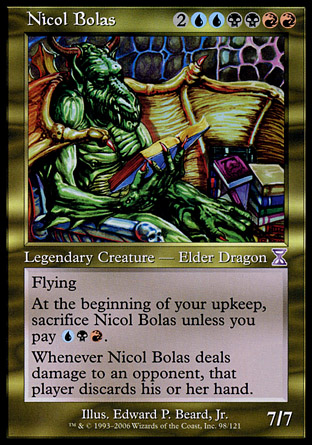 Nicol Bolas 2
Legendary Creature — Elder Dragon
Flying
At the beginning of your upkeep,
sacrifice Nicol Bolas unless you
pay .
Whenever Nicol Bolas deals
damage to an opponent, that
player discards his or her hand.
Illus. Edward P. Beard, Jr.
7/7
™ & © 1993–2006 Wizards of the Coast, Inc. 98/121